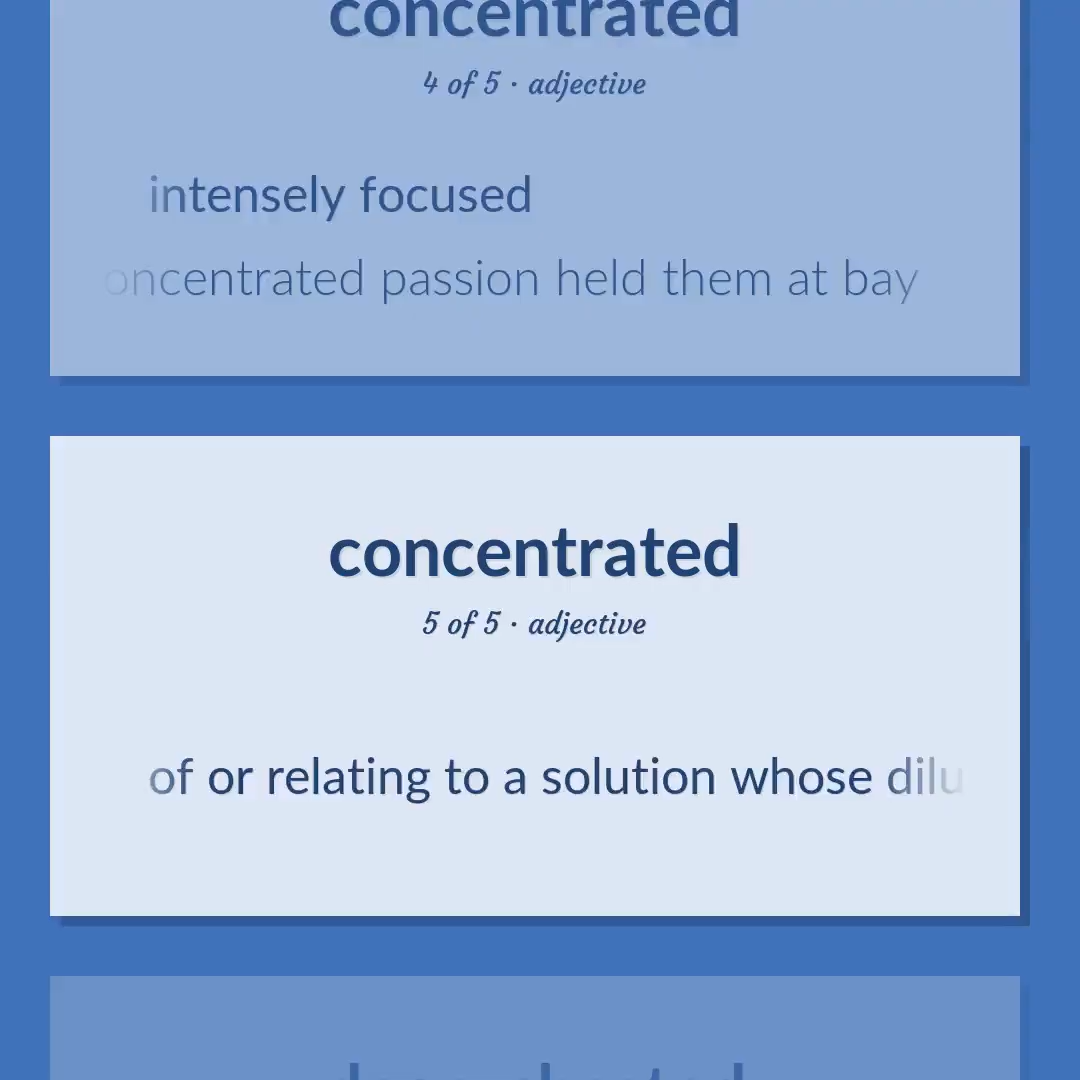 concentrated
4 of 5 · adjective
intensely focused
oncentrated passion held them at bay
concentrated
5 of 5 · adjective
of or relating to a solution whose dilu